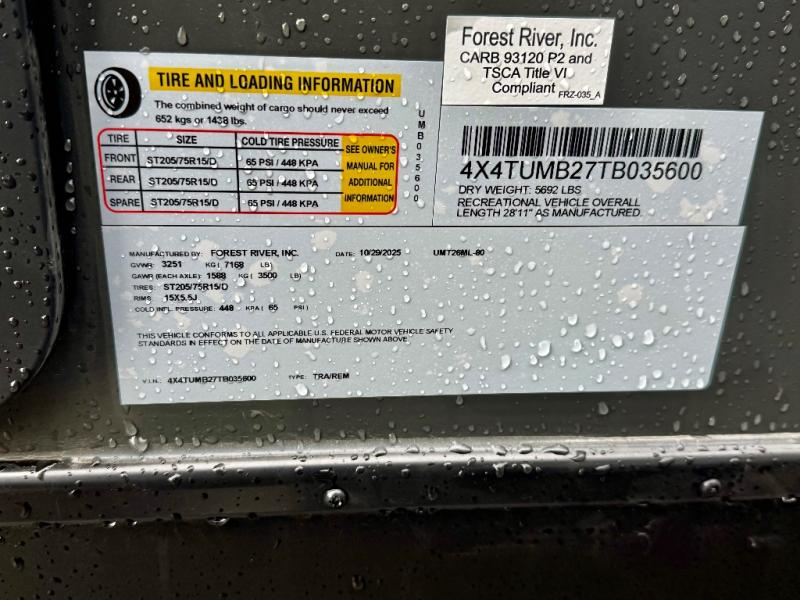 Forest River, Inc.
CARB 93120 P2 and
TSCA Title VI
Compliant FRZ-035_A
TIRE AND LOADING INFORMATION
The combined weight of cargo should never exceed
652 kgs or 1438 lbs.
TIRE SIZE COLD TIRE PRESSURE
FRONT ST205/75R15/D 65 PSI / 448 KPA
REAR ST205/75R15/D 65 PSI / 448 KPA
SPARE ST205/75R15/D 65 PSI / 448 KPA
SEE OWNER'S
MANUAL FOR
ADDITIONAL
INFORMATION
UMB035600
4X4TUMB27TB035600
DRY WEIGHT: 5692 LBS
RECREATIONAL VEHICLE OVERALL
LENGTH 28'11" AS MANUFACTURED.
MANUFACTURED BY: FOREST RIVER, INC. DATE: 10/29/2025 UMT26ML-80
GVWR: 3251 KG ( 7168 LB)
GAWR (EACH AXLE): 1588 KG ( 3500 LB)
TIRES: ST205/75R15/D
RIMS 15X5.5J
COLD INFL. PRESSURE: 448 KPA ( 65 PSI )
THIS VEHICLE CONFORMS TO ALL APPLICABLE U.S. FEDERAL MOTOR VEHICLE SAFETY
STANDARDS IN EFFECT ON THE DATE OF MANUFACTURE SHOWN ABOVE.
V.I.N.: 4X4TUMB27TB035600 TYPE: TRA/REM